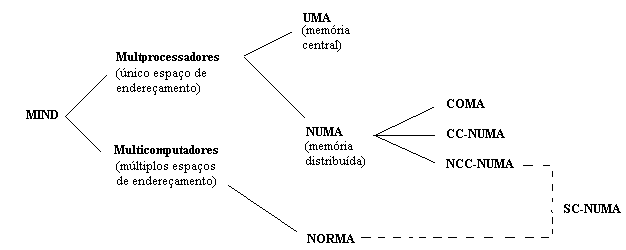 UMA
(memória
central)
Multiprocessadores
(único espaço de
endereçamento)
MIND
COMA
NUMA
(memória
distribuída)
CC-NUMA
Multicomputadores
(múltiplos espaços
de endereçamento)
NCC-NUMA
SC-NUMA
NORMA